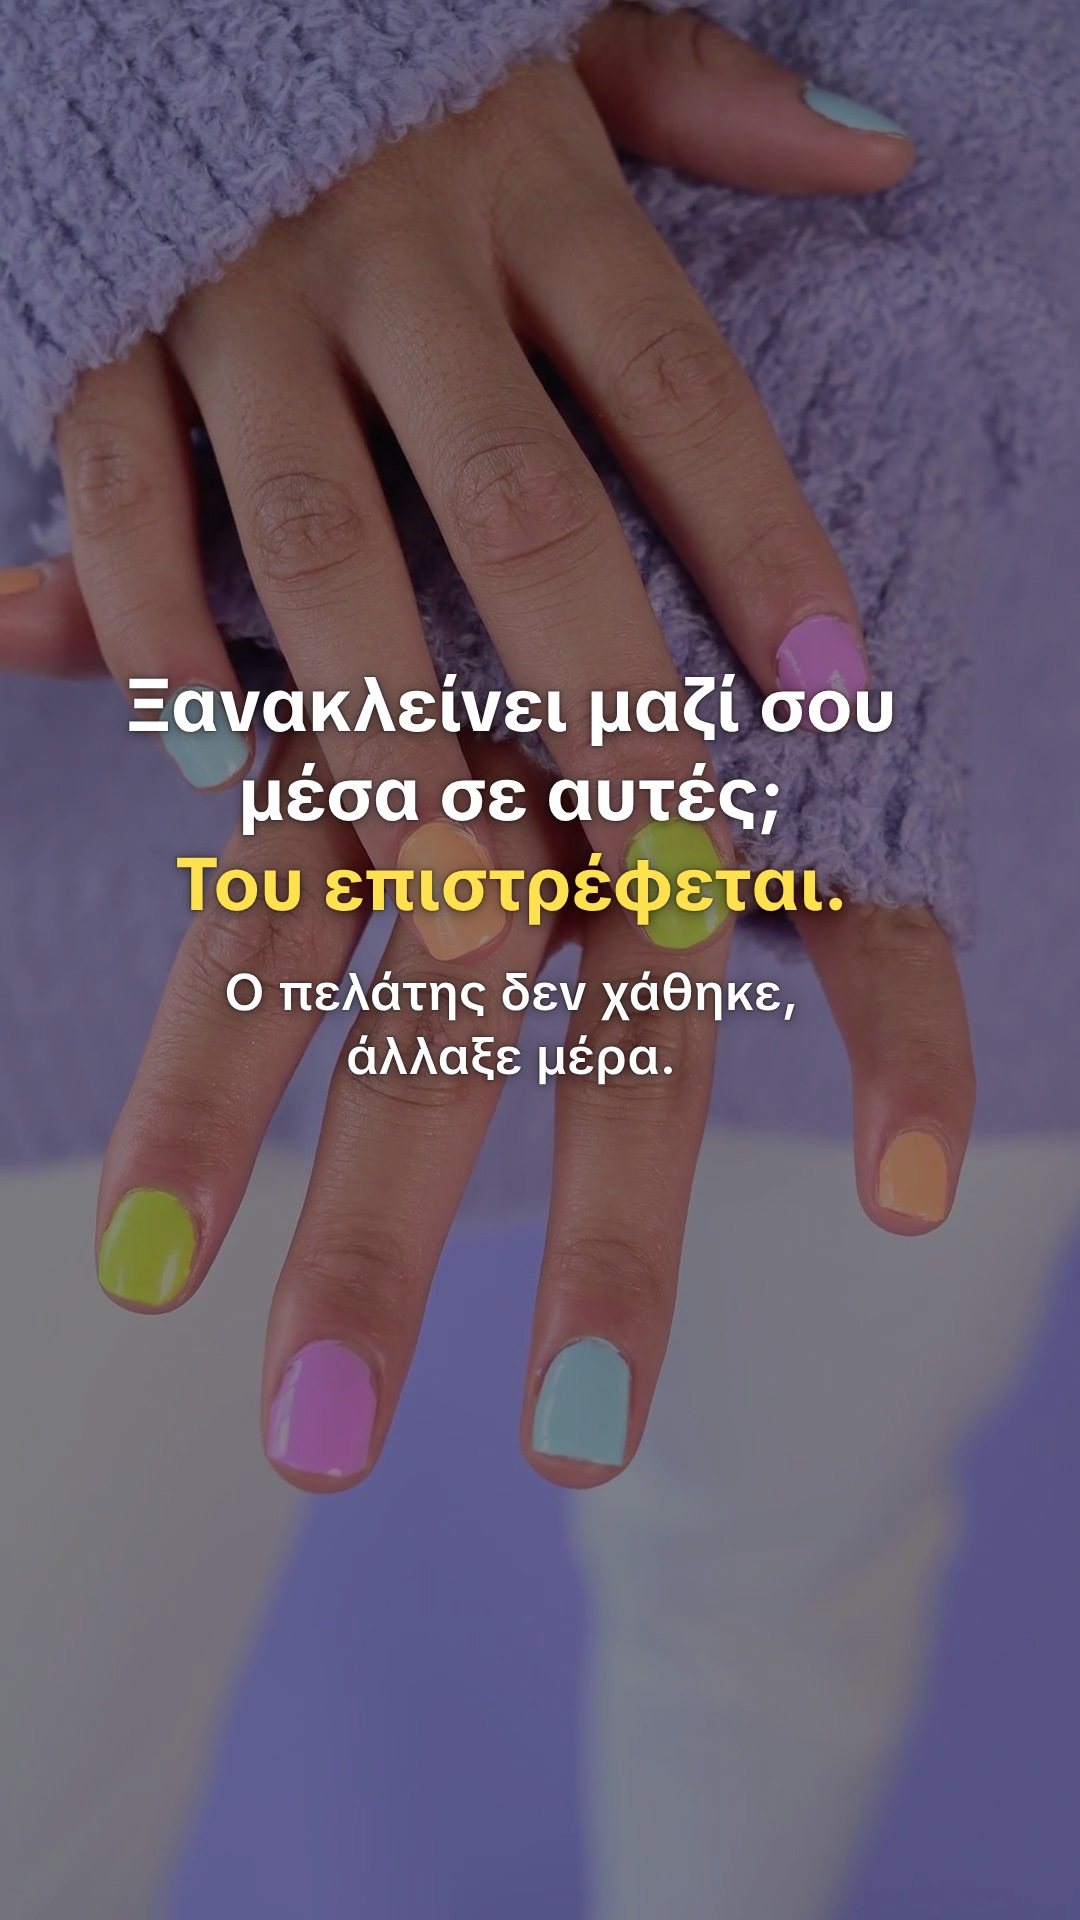 Ξανακλείνει μαζί σου
μέσα σε αυτές;
Του επιστρέφεται.
Ο πελάτης δεν χάθηκε,
άλλαξε μέρα.